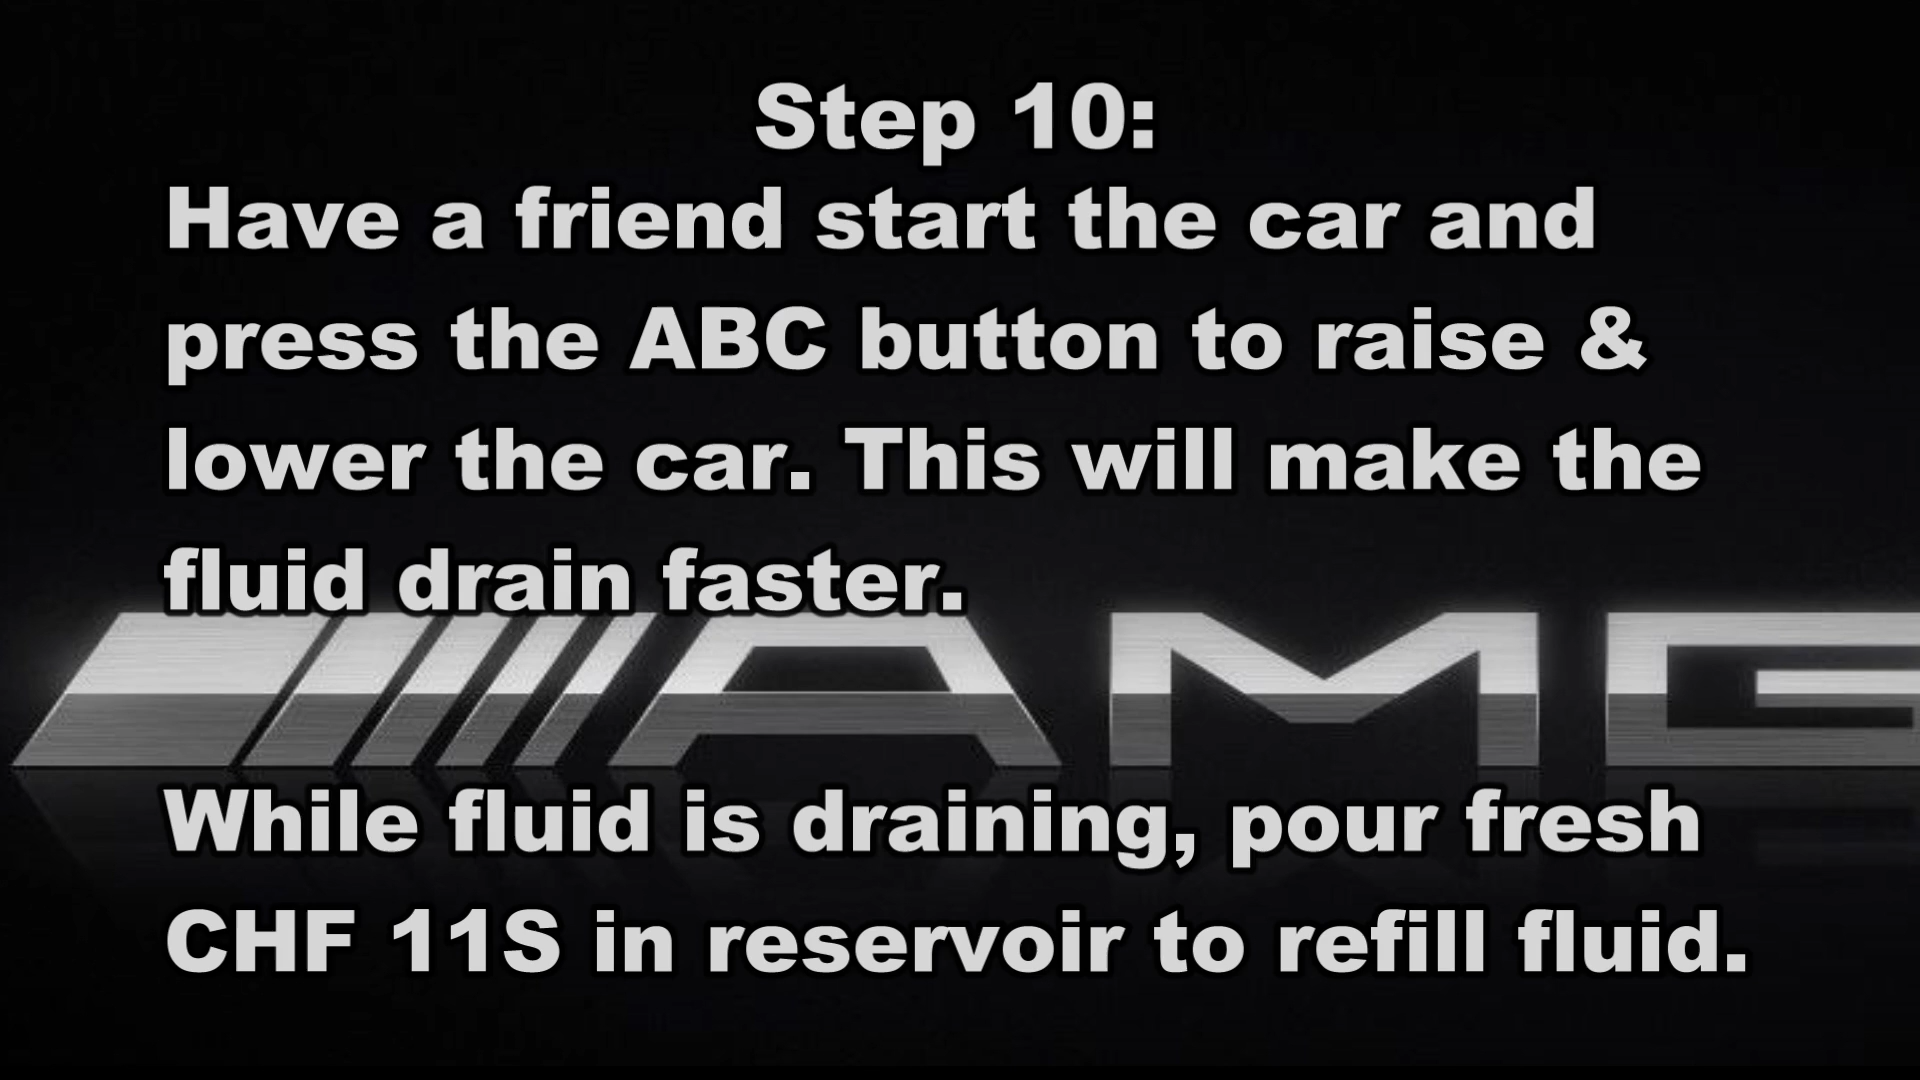 Step 10:
Have a friend start the car and
press the ABC button to raise &
lower the car. This will make the
fluid drain faster.
AMG
While fluid is draining, pour fresh
CHF 11S in reservoir to refill fluid.